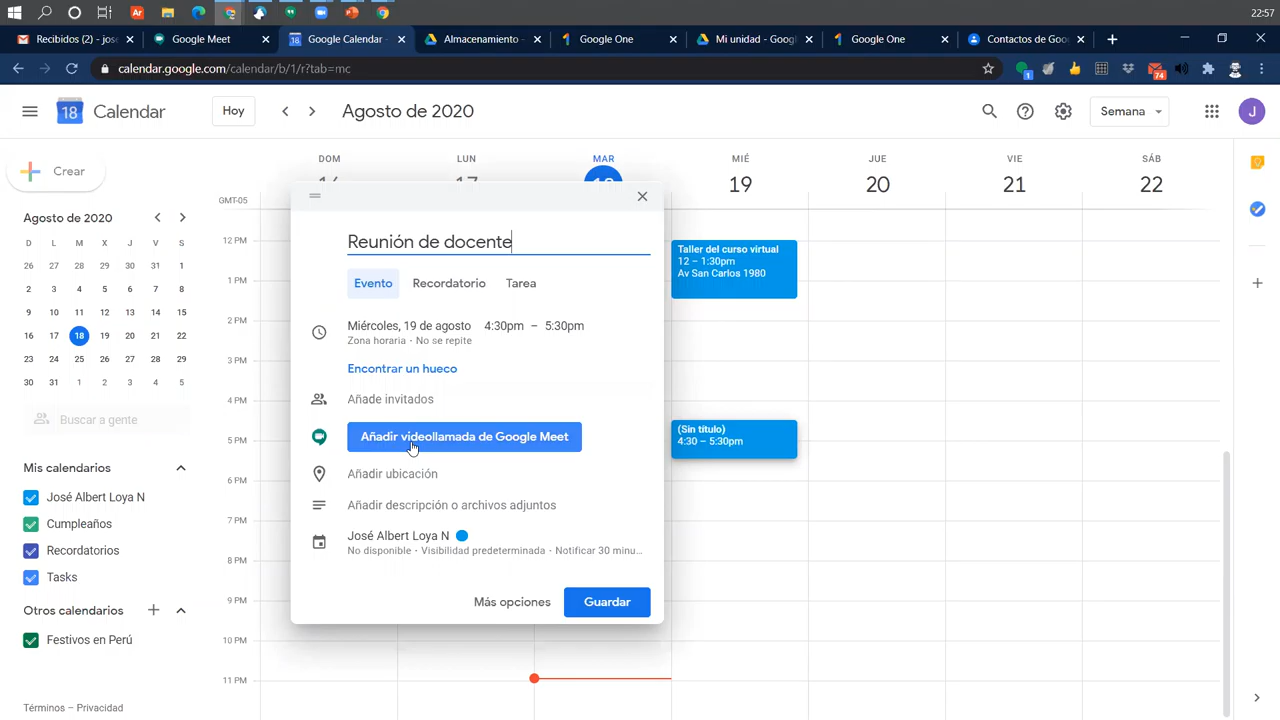 22:57
Recibidos (2) - jose
Google Meet
Google Calendar -
Almacenamiento -
Google One
Mi unidad - Googl
Google One
Contactos de Goo
calendar.google.com/calendar/b/1/r?tab=mc
1
74
18
Calendar
Hoy
Agosto de 2020
Semana
J
Crear
DOM
LUN
MAR
MIÉ
JUE
VIE
SÁB
19
20
21
22
GMT-05
Agosto de 2020
D L M X J V S
26 27 28 29 30 31 1
2 3 4 5 6 7 8
9 10 11 12 13 14 15
16 17 18 19 20 21 22
23 24 25 26 27 28 29
30 31 1 2 3 4 5
Buscar a gente
Mis calendarios
José Albert Loya N
Cumpleaños
Recordatorios
Tasks
Otros calendarios
Festivos en Perú
Términos – Privacidad
12 PM
1 PM
2 PM
3 PM
4 PM
5 PM
6 PM
7 PM
8 PM
9 PM
10 PM
11 PM
Reunión de docente
Evento
Recordatorio
Tarea
Miércoles, 19 de agosto 4:30pm – 5:30pm
Zona horaria · No se repite
Encontrar un hueco
Añade invitados
Añadir videollamada de Google Meet
Añadir ubicación
Añadir descripción o archivos adjuntos
José Albert Loya N
No disponible · Visibilidad predeterminada · Notificar 30 minu...
Más opciones
Guardar
Taller del curso virtual
12 – 1:30pm
Av San Carlos 1980
(Sin título)
4:30 – 5:30pm